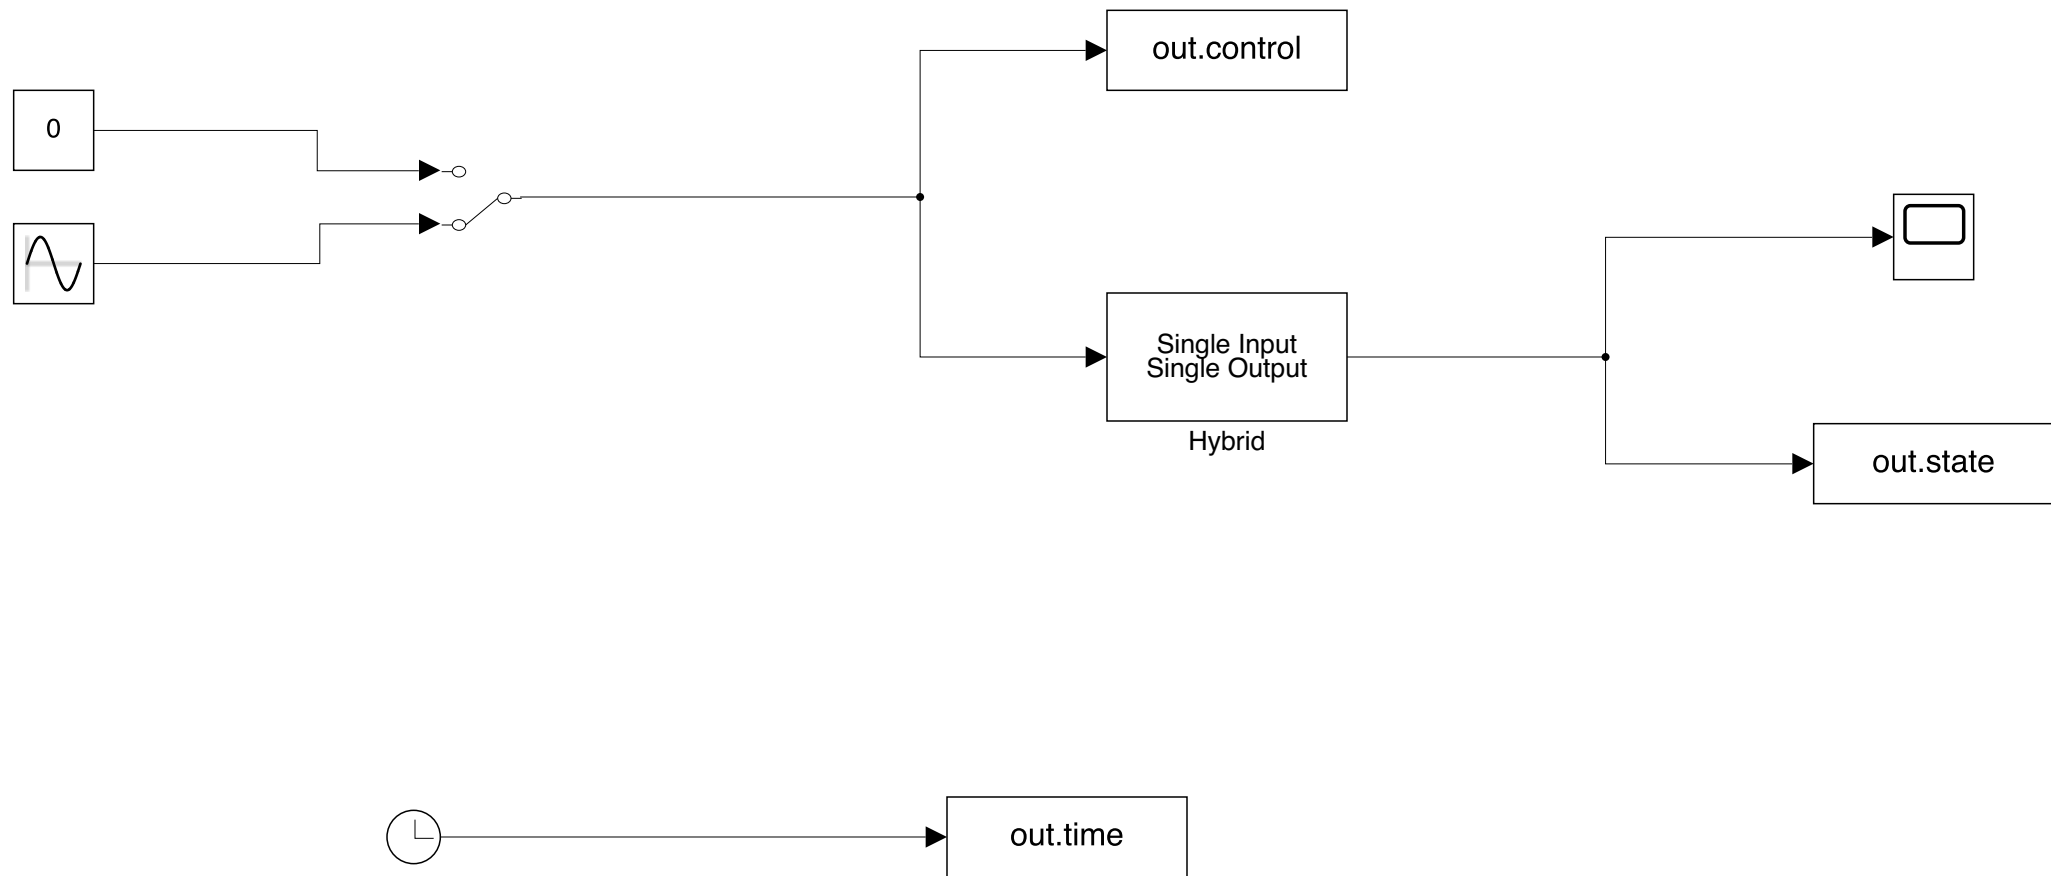 out.control
0
Single Input
Single Output
Hybrid
out.state
out.time